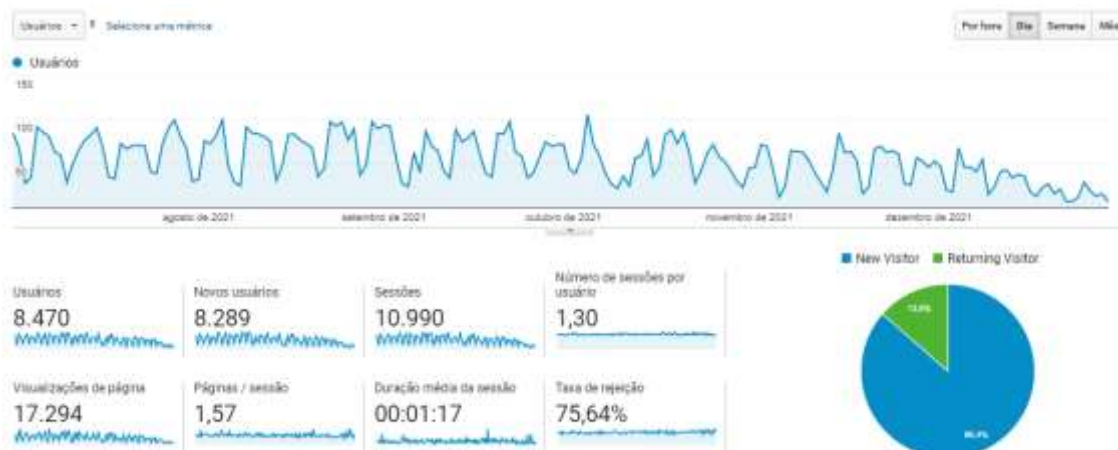 Usuários
Selecione uma métrica
Por hora Dia Semana Mês
Usuários
150
100
50
agosto de 2021 setembro de 2021 outubro de 2021 novembro de 2021 dezembro de 2021
New Visitor Returning Visitor
Usuários
8.470
Novos usuários
8.289
Sessões
10.990
Número de sessões por
usuário
1,30
Visualizações de página
17.294
Páginas / sessão
1,57
Duração média da sessão
00:01:17
Taxa de rejeição
75,64%